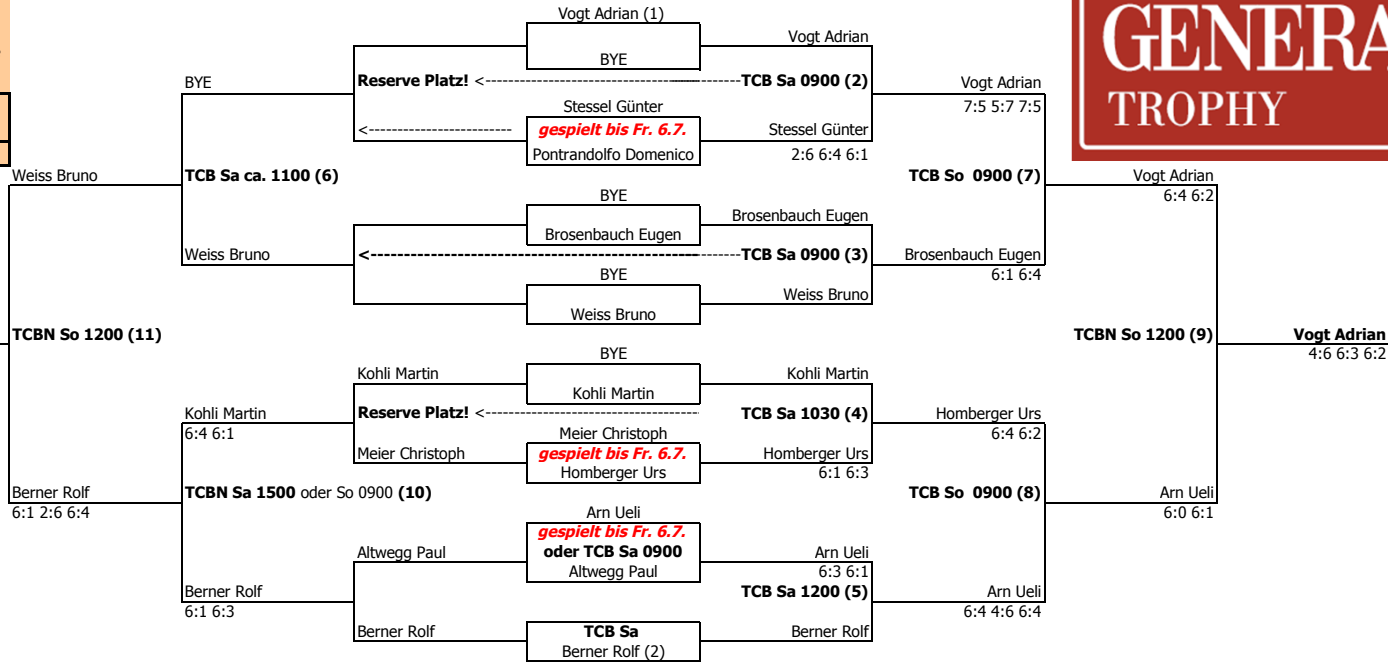 Vogt Adrian (1)
GENERA
TROPHY
Vogt Adrian
BYE
BYE
Reserve Platz! <-------------------------------------------TCB Sa 0900 (2)
Vogt Adrian
7:5 5:7 7:5
Stessel Günter
<-----------------------
gespielt bis Fr. 6.7.
Stessel Günter
Pontrandolfo Domenico
2:6 6:4 6:1
Weiss Bruno
TCB Sa ca. 1100 (6)
TCB So 0900 (7)
Vogt Adrian
6:4 6:2
BYE
Brosenbauch Eugen
Brosenbauch Eugen
Weiss Bruno
<-------------------------------------------TCB Sa 0900 (3)
Brosenbauch Eugen
6:1 6:4
BYE
Weiss Bruno
Weiss Bruno
TCBN So 1200 (11)
TCBN So 1200 (9)
Vogt Adrian
4:6 6:3 6:2
BYE
Kohli Martin
Kohli Martin
Kohli Martin
Kohli Martin
6:4 6:1
Reserve Platz! <------------------------------------ TCB Sa 1030 (4)
Homberger Urs
6:4 6:2
Meier Christoph
Meier Christoph
gespielt bis Fr. 6.7.
Homberger Urs
Homberger Urs
6:1 6:3
Berner Rolf
6:1 2:6 6:4
TCBN Sa 1500 oder So 0900 (10)
TCB So 0900 (8)
Arn Ueli
6:0 6:1
Arn Ueli
gespielt bis Fr. 6.7.
oder TCB Sa 0900
Altwegg Paul
Altwegg Paul
Arn Ueli
6:3 6:1
Berner Rolf
6:1 6:3
TCB Sa 1200 (5)
Arn Ueli
6:4 4:6 6:4
Berner Rolf
TCB Sa
Berner Rolf (2)
Berner Rolf